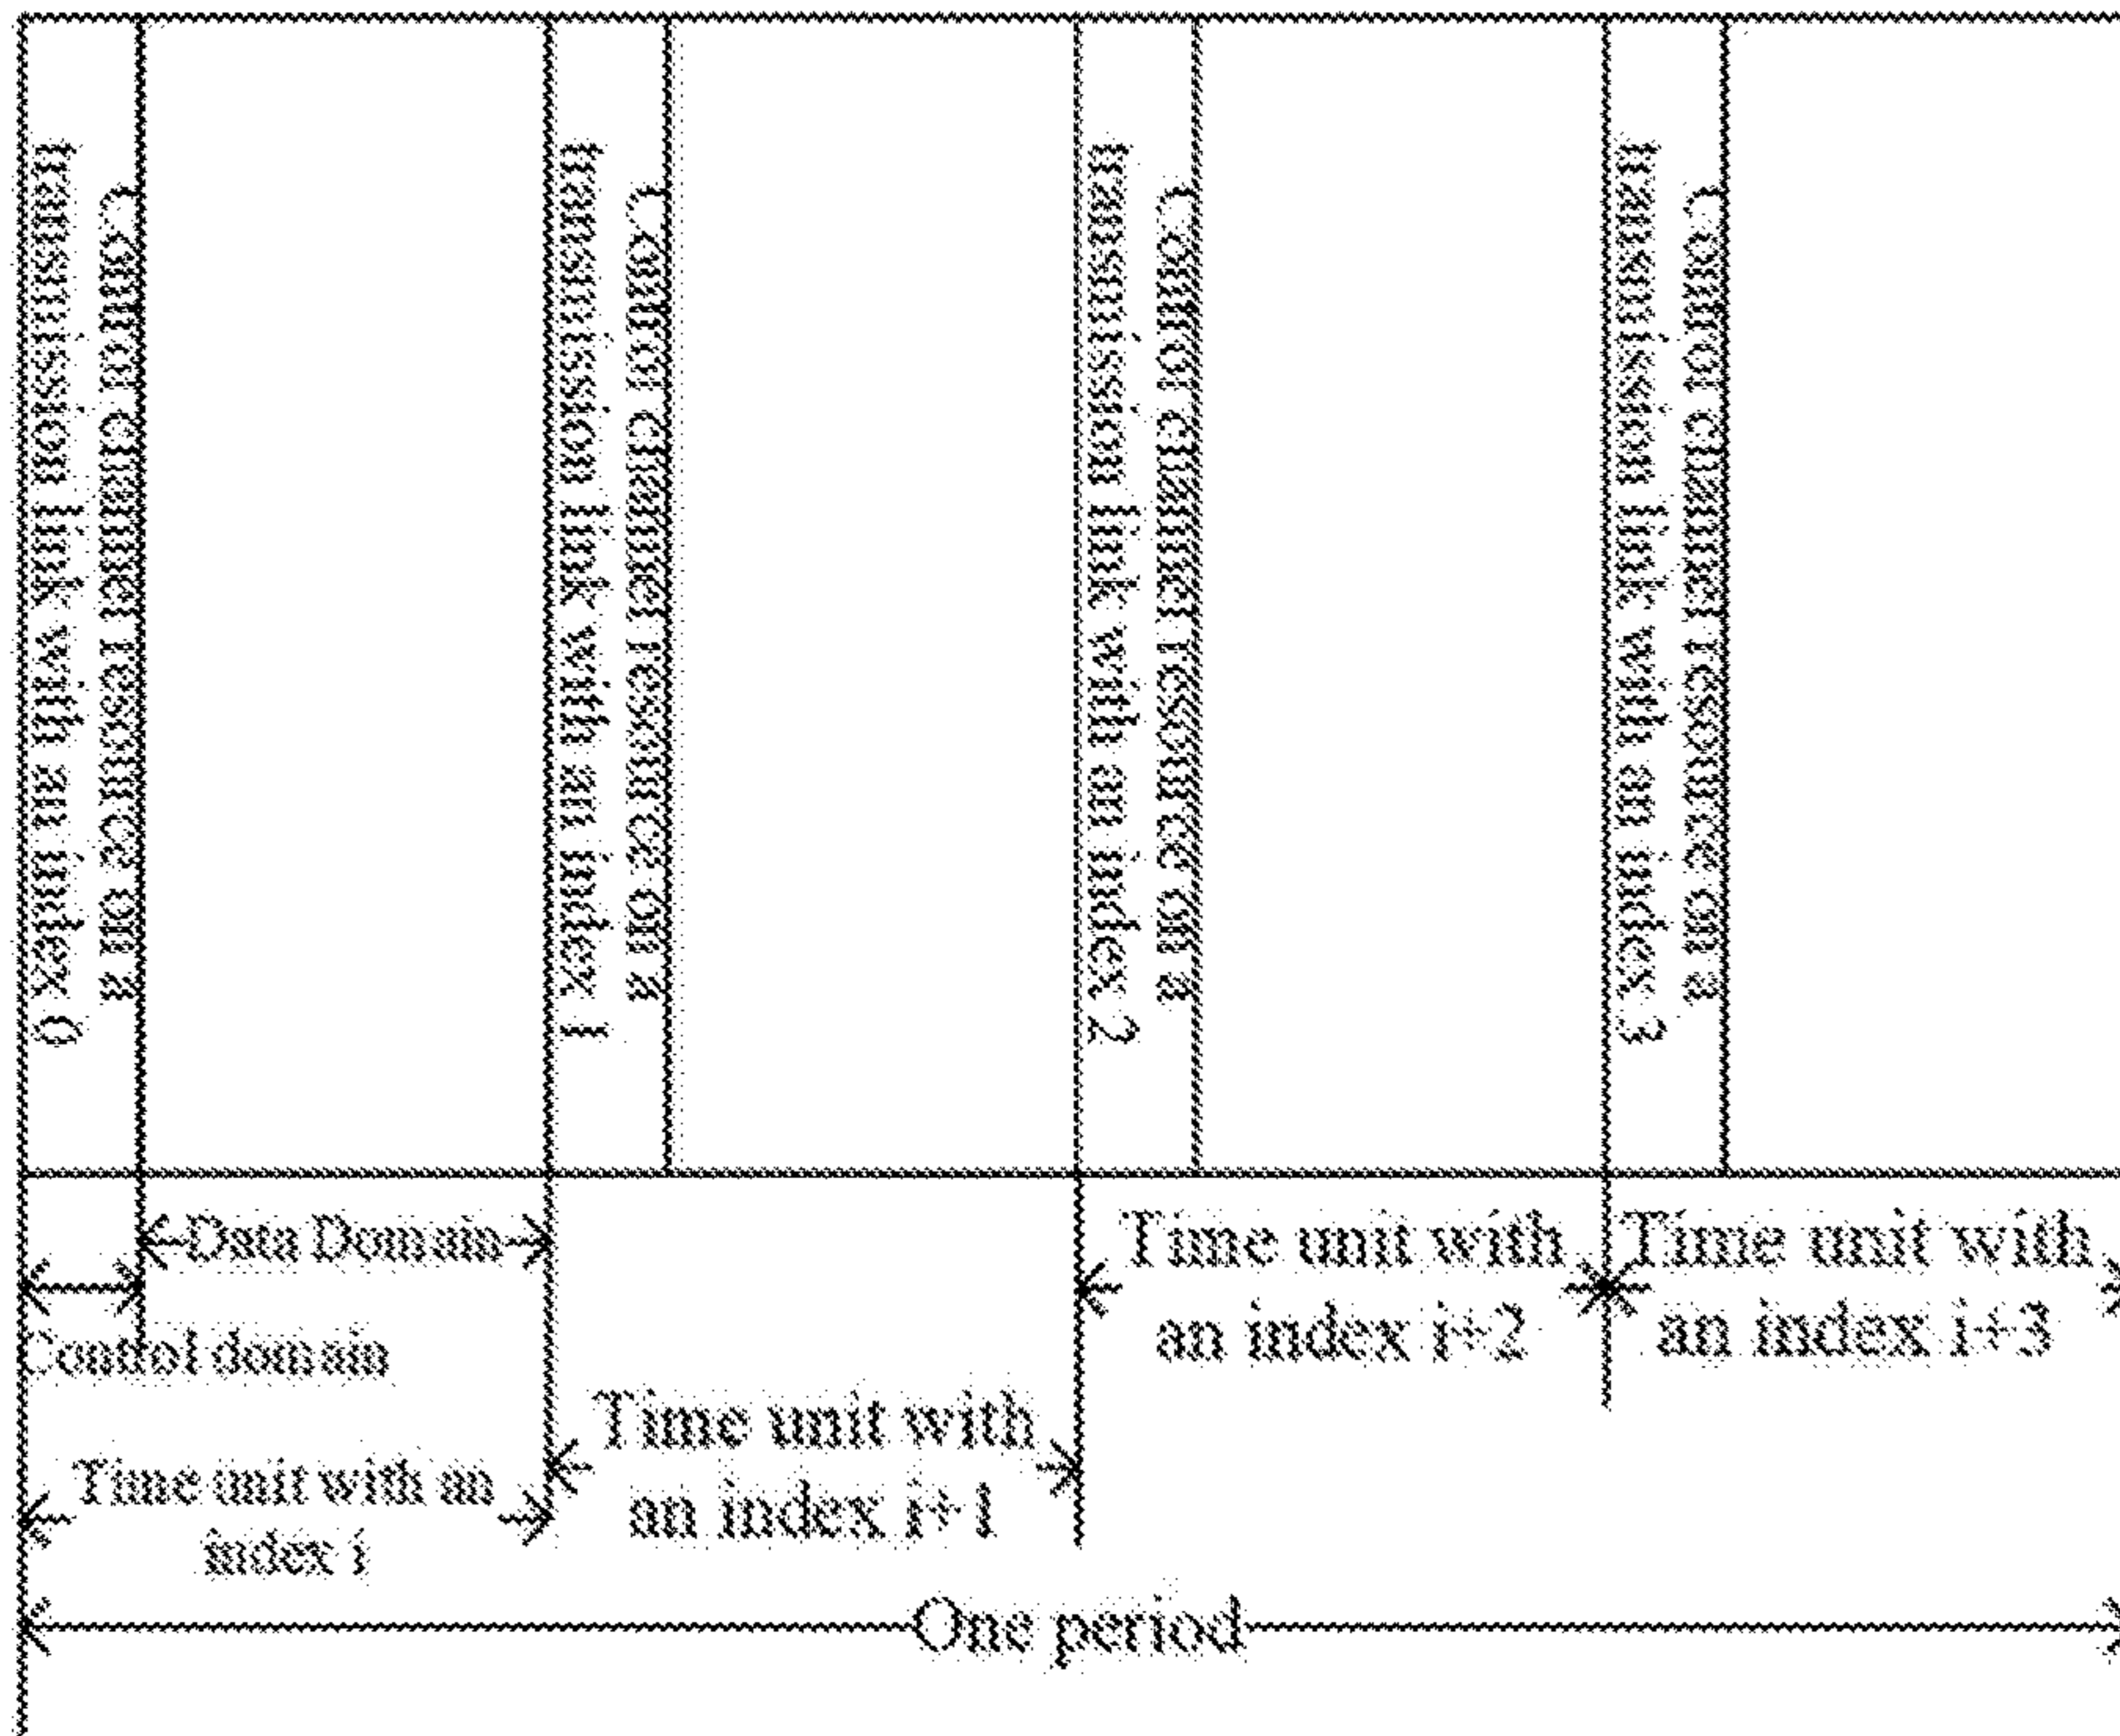 Control channel resource on a
transmission link with an index 0
Control channel resource on a
transmission link with an index 1
Control channel resource on a
transmission link with an index 2
Control channel resource on a
transmission link with an index 3
Data Domain
Control domain
Time unit with an
index i
Time unit with
an index i+1
Time unit with
an index i+2
Time unit with
an index i+3
One period